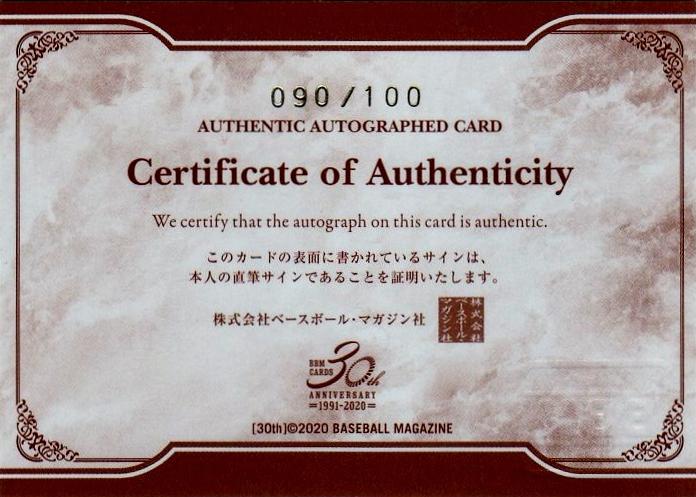 090/100
AUTHENTIC AUTOGRAPHED CARD
Certificate of Authenticity
We certify that the autograph on this card is authentic.
このカードの表面に書かれているサインは、
本人の直筆サインであることを証明いたします。
株式会社ベースボール・マガジン社
株式会社
ベースボール
マガジン社
BBM
CARDS
30th
ANNIVERSARY
=1991-2020=
[30th]©2020 BASEBALL MAGAZINE